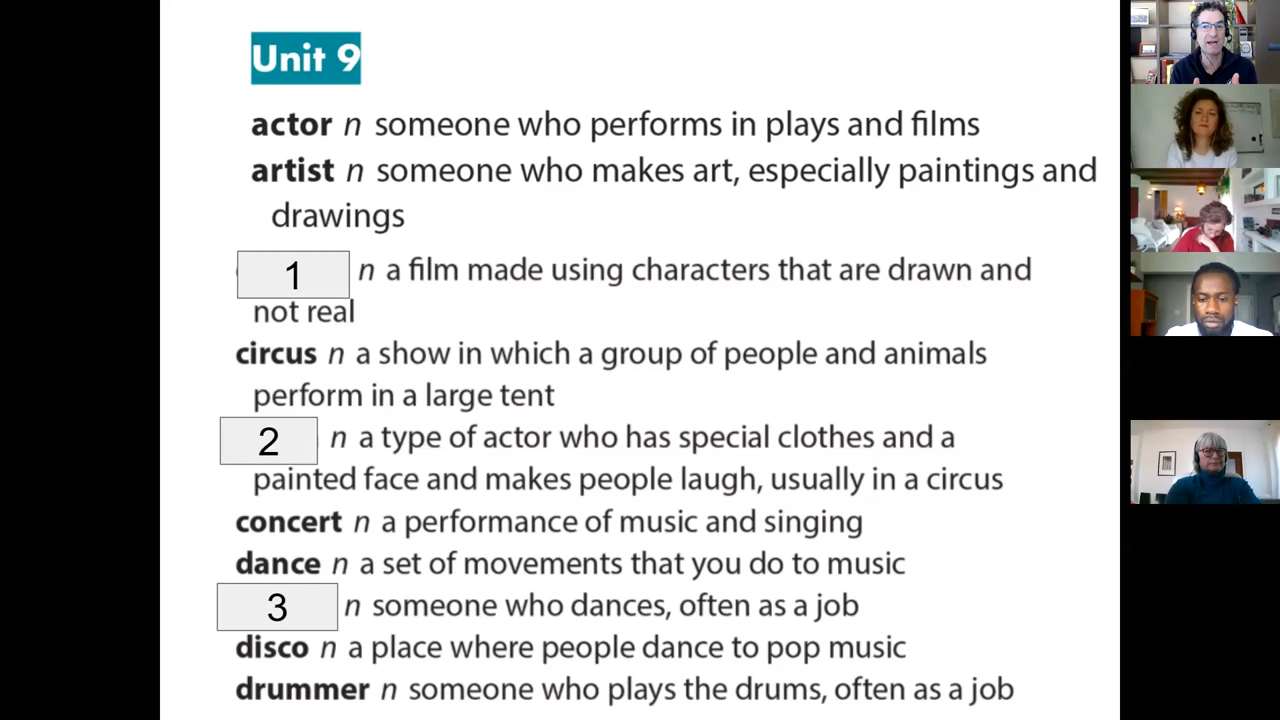 Unit 9
actor n someone who performs in plays and films
artist n someone who makes art, especially paintings and
drawings
1 n a film made using characters that are drawn and
not real
circus n a show in which a group of people and animals
perform in a large tent
2 n a type of actor who has special clothes and a
painted face and makes people laugh, usually in a circus
concert n a performance of music and singing
dance n a set of movements that you do to music
3 n someone who dances, often as a job
disco n a place where people dance to pop music
drummer n someone who plays the drums, often as a job